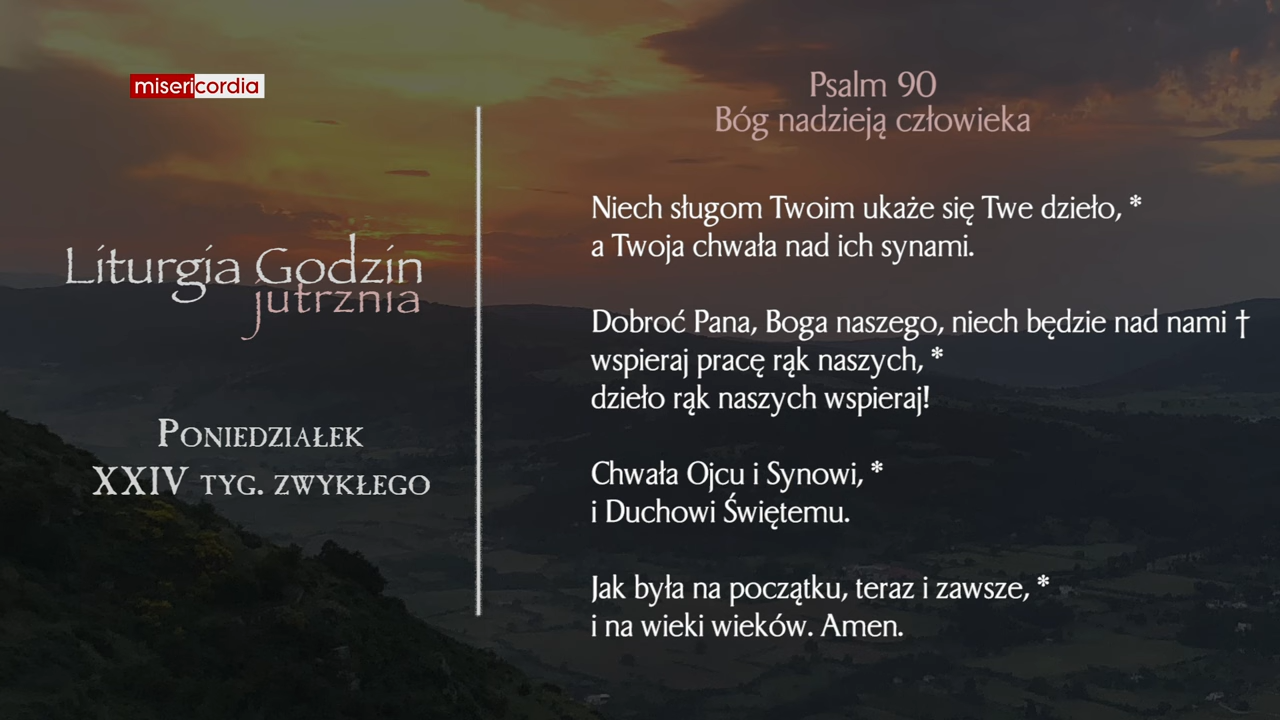 misericordia
Liturgia Godzin
jutrznia
Poniedziałek
XXIV tyg. zwykłego
Psalm 90
Bóg nadzieją człowieka
Niech sługom Twoim ukaże się Twe dzieło, *
a Twoja chwała nad ich synami.
Dobroć Pana, Boga naszego, niech będzie nad nami †
wspieraj pracę rąk naszych, *
dzieło rąk naszych wspieraj!
Chwała Ojcu i Synowi, *
i Duchowi Świętemu.
Jak była na początku, teraz i zawsze, *
i na wieki wieków. Amen.